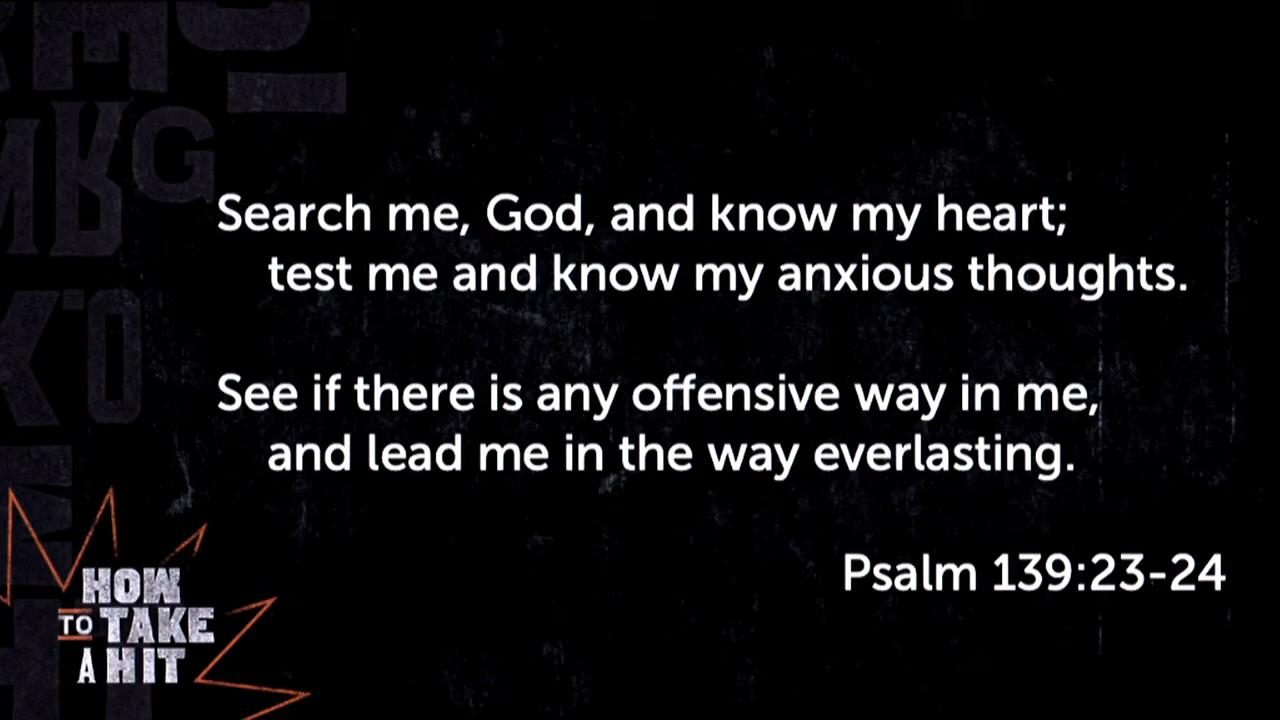 Search me, God, and know my heart;
test me and know my anxious thoughts.
See if there is any offensive way in me,
and lead me in the way everlasting.
Psalm 139:23-24
HOW
TO TAKE
A HIT